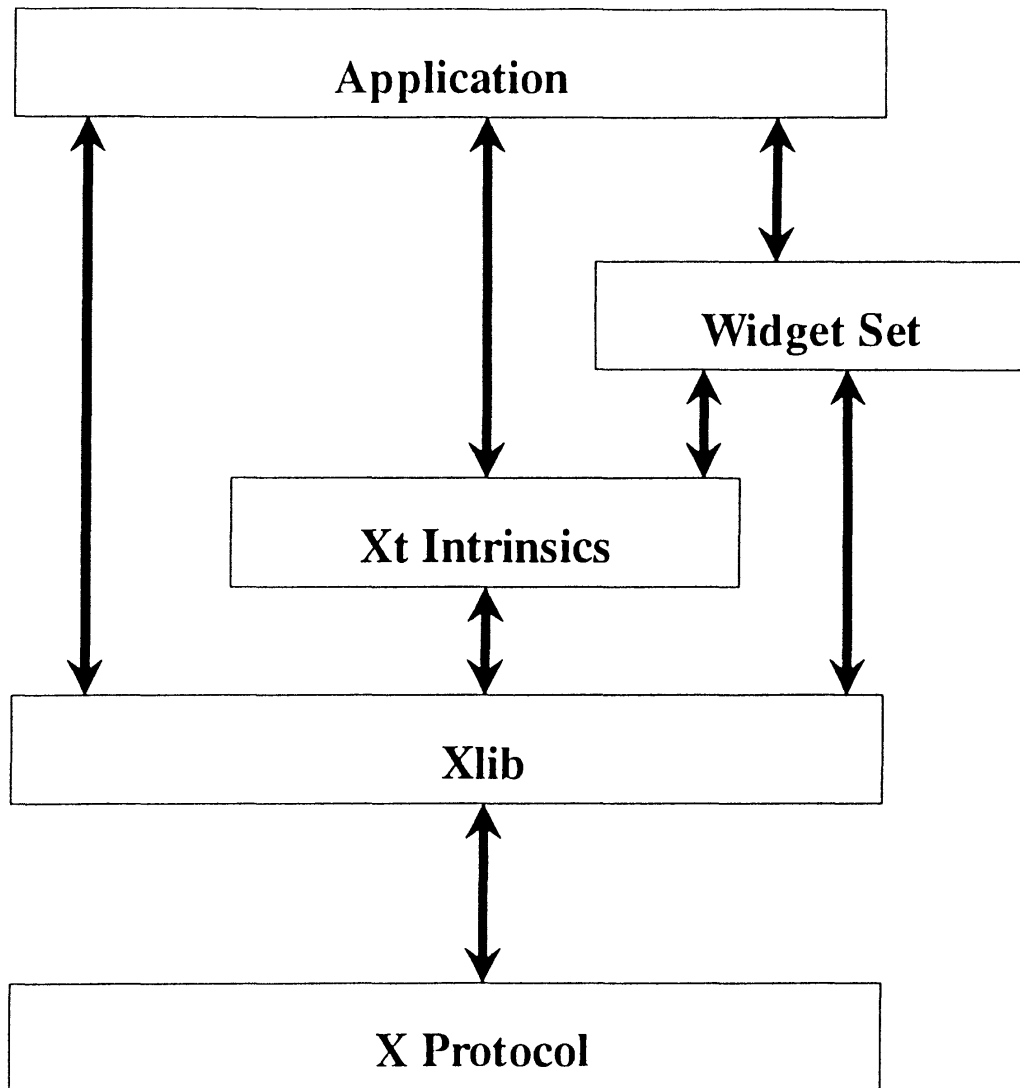 Application
Widget Set
Xt Intrinsics
Xlib
X Protocol